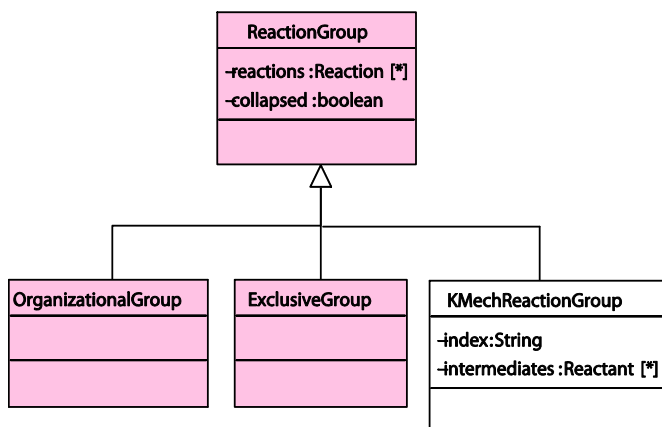 ReactionGroup
-reactions :Reaction [*]
-collapsed :boolean
OrganizationalGroup
ExclusiveGroup
KMechReactionGroup
-index:String
-intermediates :Reactant [*]